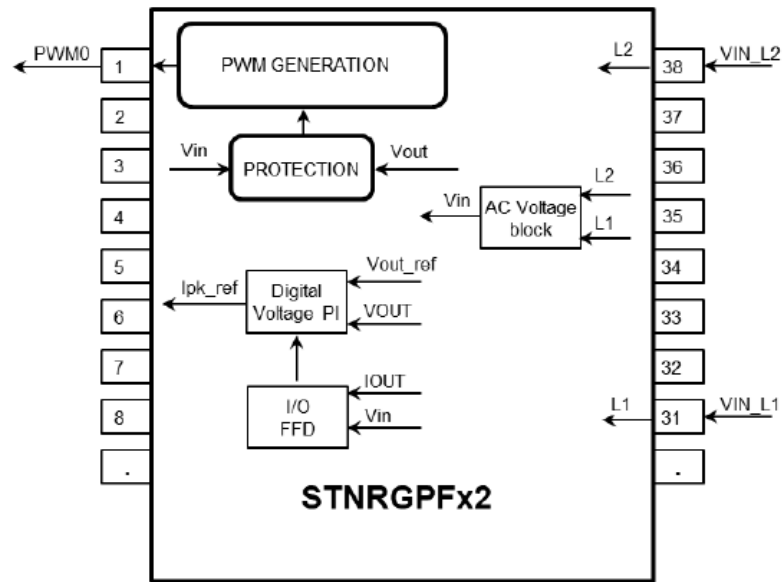 PWM0
1
PWM GENERATION
L2
38
VIN_L2
2
37
3
Vin
PROTECTION
Vout
36
4
Vin
AC Voltage
block
L2
L1
35
5
34
Ipk_ref
Digital
Voltage PI
Vout_ref
VOUT
6
33
7
32
8
I/O
FFD
IOUT
Vin
L1
31
VIN_L1
.
.
STNRGPFx2